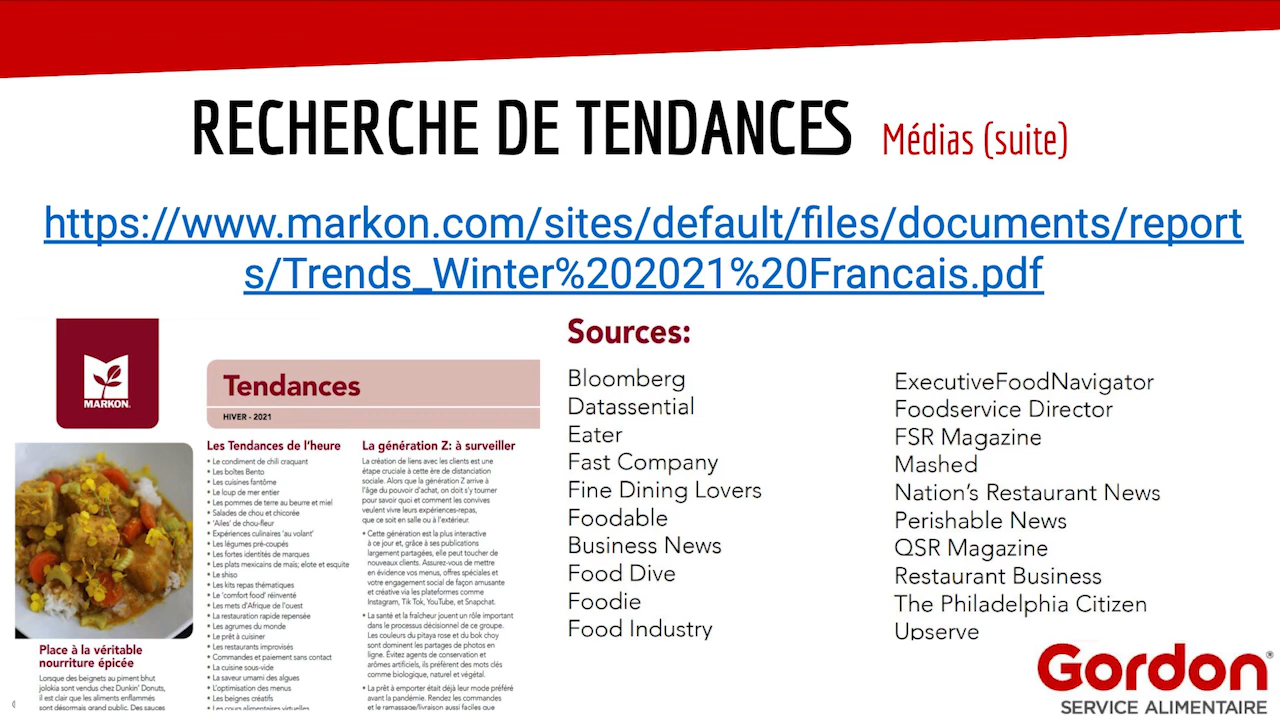 RECHERCHE DE TENDANCES Médias (suite)
https://www.markon.com/sites/default/files/documents/report
s/Trends_Winter%202021%20Francais.pdf
MARKON
Tendances
HIVER - 2021
Les Tendances de l'heure
• Le condiment de chili craquant
• Les boîtes Bento
• Les cuisines fantôme
• Le loup de mer entier
• Les pommes de terre au beurre et miel
• Salades de chou et chicorée
• 'Ailes' de chou-fleur
• Expériences culinaires 'au volant'
• Les légumes pré-coupés
• Les fortes identités de marques
• Les plats mexicains de maïs; elote et esquite
• Le shiso
• Les kits repas thématiques
• Le 'comfort food' réinventé
• Les mets d'Afrique de l'ouest
• La restauration rapide repensée
• Les agrumes du monde
• Le prêt à cuisiner
• Les restaurants improvisés
• Commandes et paiement sans contact
• La cuisine sous-vide
• La saveur umami des algues
• L'optimisation des menus
• Les beignes créatifs
• Les cours alimentaires virtuelles
La génération Z: à surveiller
La création de liens avec les clients est une
étape cruciale à cette ère de distanciation
sociale. Alors que la génération Z arrive à
l'âge du pouvoir d'achat, on doit s'y tourner
pour savoir quoi et comment les convives
veulent vivre leurs expériences-repas,
que ce soit en salle ou à l'extérieur.
• Cette génération est la plus interactive
à ce jour et, grâce à ses publications
largement partagées, elle peut toucher de
nouveaux clients. Assurez-vous de mettre
en évidence vos menus, offres spéciales et
votre engagement social de façon amusante
et créative via les plateformes comme
Instagram, Tik Tok, YouTube, et Snapchat.
• La santé et la fraîcheur jouent un rôle important
dans le processus décisionnel de ce groupe.
Les couleurs du pitaya rose et du bok choy
sont dominent les partages de photos en
ligne. Évitez agents de conservation et
arômes artificiels, ils préfèrent des mots clés
comme biologique, naturel et végétal.
• La prêt à emporter était déjà leur mode préféré
avant la pandémie. Rendez les commandes
et le ramassage/livraison aussi faciles que
Place à la véritable
nourriture épicée
Lorsque des beignets au piment bhut
jolokia sont vendus chez Dunkin' Donuts,
il est clair que les aliments enflammés
sont désormais grand public. Des sauces
Sources:
Bloomberg
Datassential
Eater
Fast Company
Fine Dining Lovers
Foodable
Business News
Food Dive
Foodie
Food Industry
ExecutiveFoodNavigator
Foodservice Director
FSR Magazine
Mashed
Nation's Restaurant News
Perishable News
QSR Magazine
Restaurant Business
The Philadelphia Citizen
Upserve
Gordon®
SERVICE ALIMENTAIRE